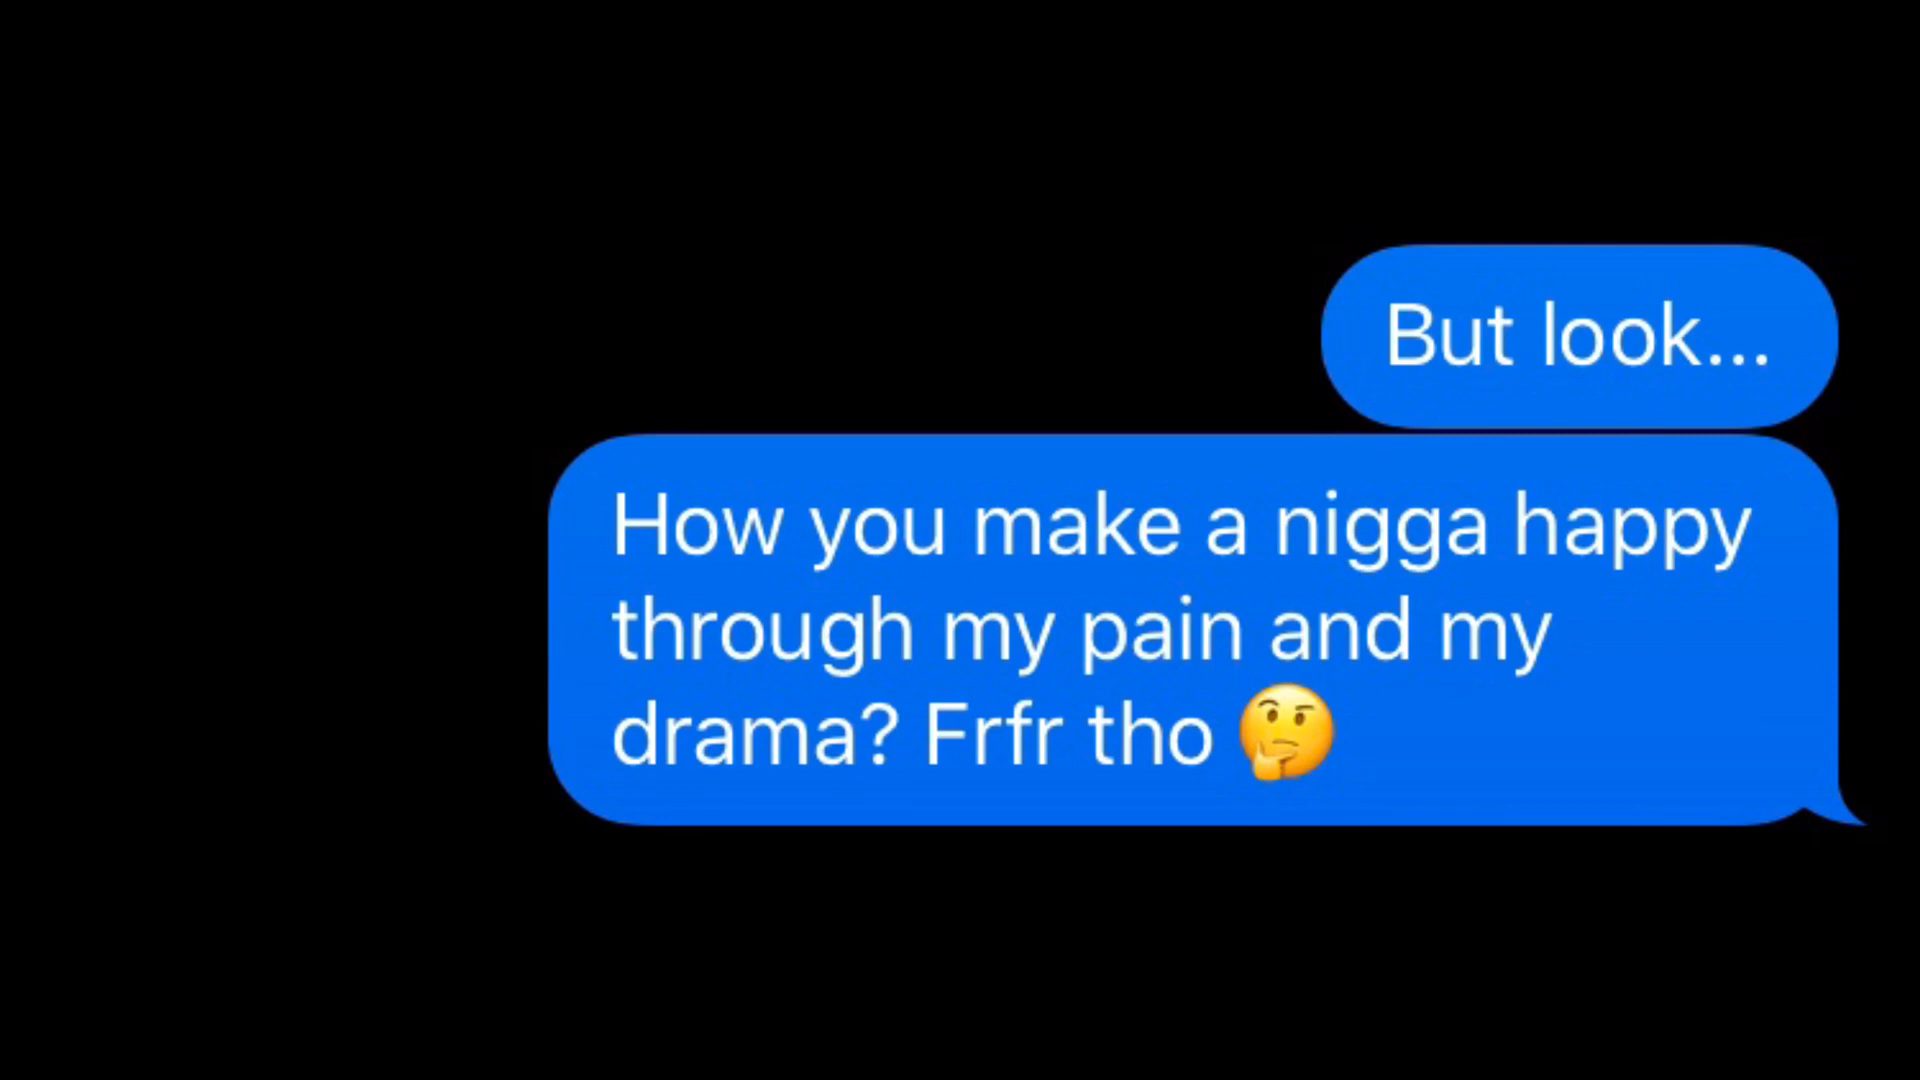 But look...
How you make a nigga happy
through my pain and my
drama? Frfr tho 🤔